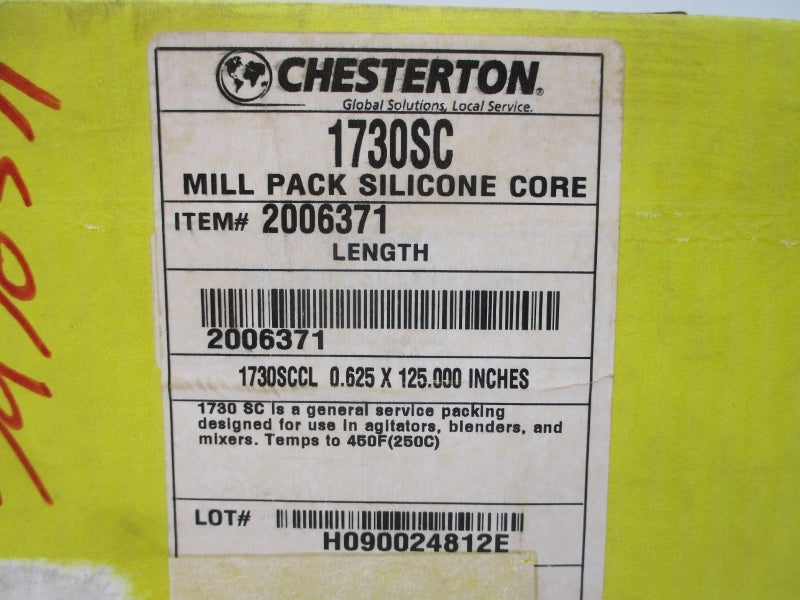 CHESTERTON®
Global Solutions, Local Service.
1730SC
MILL PACK SILICONE CORE
ITEM# 2006371
LENGTH
2006371
1730SCCL 0.625 X 125.000 INCHES
1730 SC is a general service packing
designed for use in agitators, blenders, and
mixers. Temps to 450F(250C)
LOT#
H090024812E